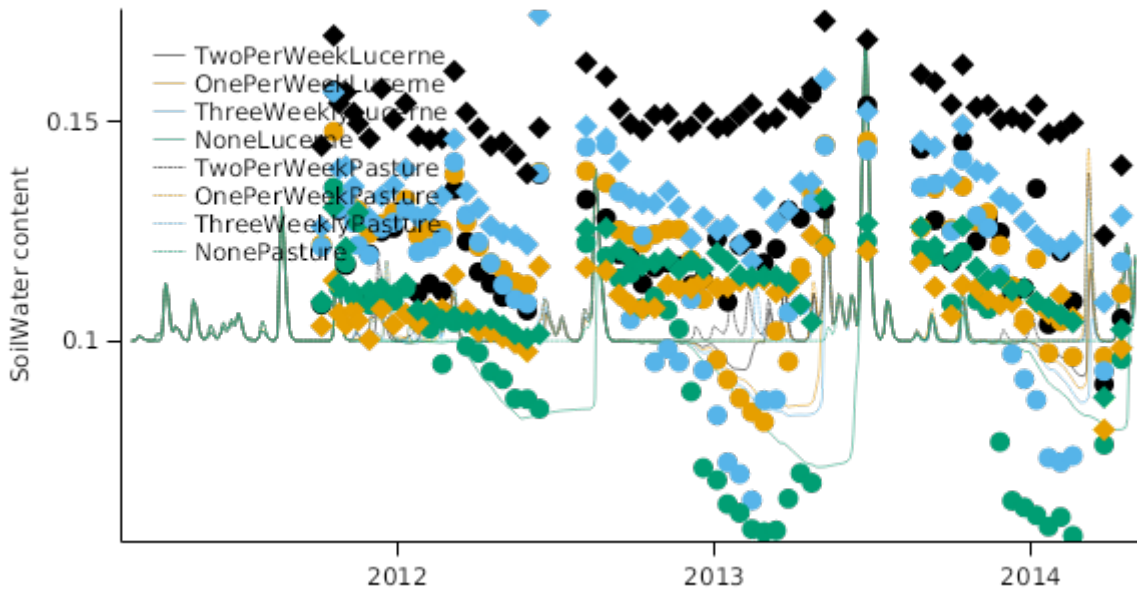 TwoPerWeekLucerne
OnePerWeekLucerne
ThreeWeeklyLucerne
NoneLucerne
TwoPerWeekPasture
OnePerWeekPasture
ThreeWeeklyPasture
NonePasture
0.15
0.1
SoilWater content
2012
2013
2014